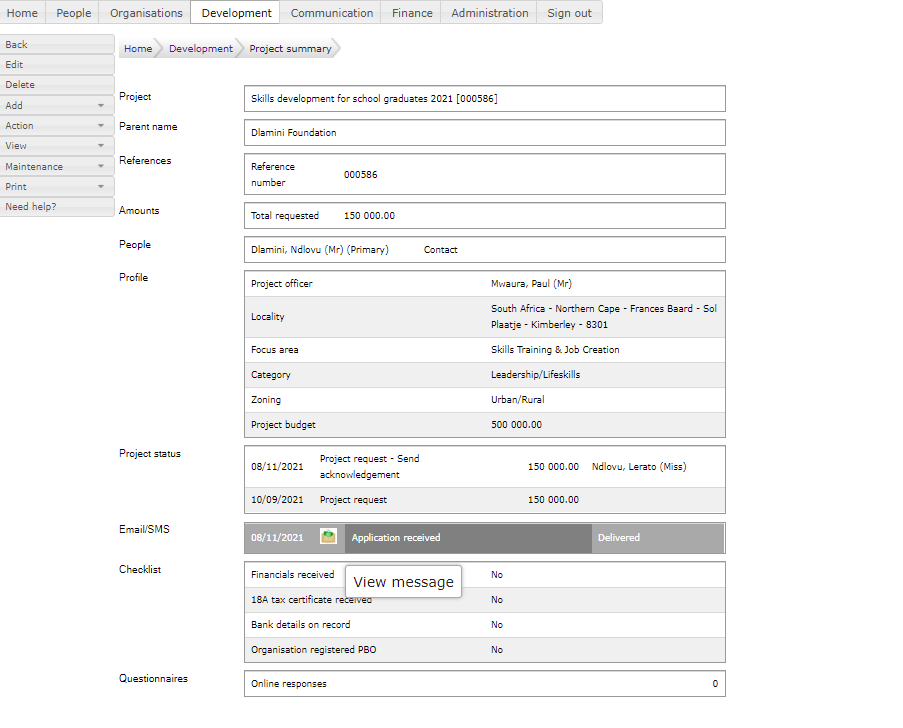 Home People Organisations Development Communication Finance Administration Sign out
Back
Edit
Delete
Add
Action
View
Maintenance
Print
Need help?
Home Development Project summary
Project Skills development for school graduates 2021 [000586]
Parent name Dlamini Foundation
References Reference number 000586
Amounts Total requested 150 000.00
People Dlamini, Ndlovu (Mr) (Primary) Contact
Profile Project officer Mwaura, Paul (Mr)
Locality South Africa - Northern Cape - Frances Baard - Sol
Plaatje - Kimberley - 8301
Focus area Skills Training & Job Creation
Category Leadership/Lifeskills
Zoning Urban/Rural
Project budget 500 000.00
Project status 08/11/2021 Project request - Send
acknowledgement 150 000.00 Ndlovu, Lerato (Miss)
10/09/2021 Project request 150 000.00
Email/SMS 08/11/2021 Application received Delivered
Checklist Financials received No
View message
18A tax certificate received No
Bank details on record No
Organisation registered PBO No
Questionnaires Online responses 0